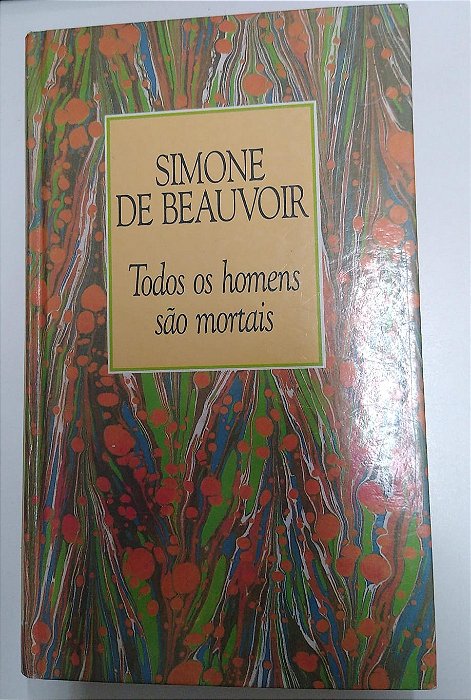 SIMONE
DE BEAUVOIR
Todos os homens
são mortais